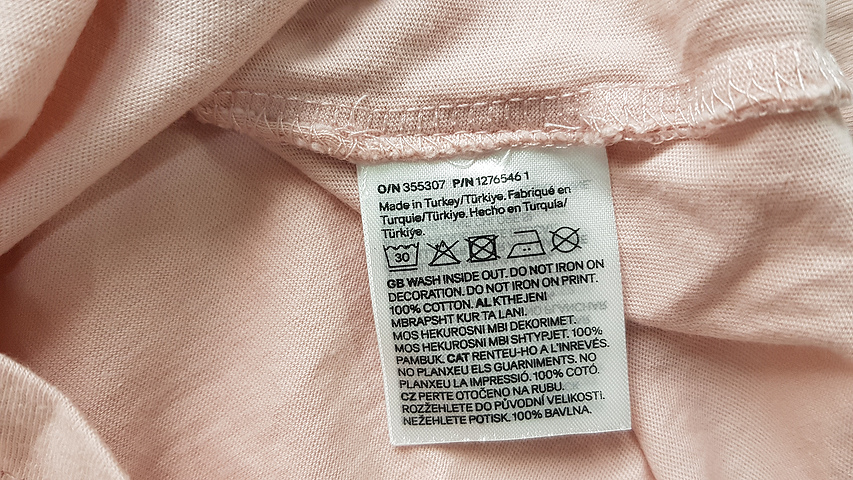 O/N 355307 P/N 1276546 1
Made in Turkey/Türkiye. Fabriqué en
Turquie/Türkiye. Hecho en Turquía/
Türkiye.
30
GB WASH INSIDE OUT. DO NOT IRON ON
DECORATION. DO NOT IRON ON PRINT.
100% COTTON. AL KTHEJENI
MBRAPSHT KUR TA LANI.
MOS HEKUROSNI MBI DEKORIMET.
MOS HEKUROSNI MBI SHTYPJET. 100%
PAMBUK. CAT RENTEU-HO A L'INREVÉS.
NO PLANXEU ELS GUARNIMENTS. NO
PLANXEU LA IMPRESSIÓ. 100% COTÓ.
CZ PERTE OTOČENO NA RUBU.
ROZŽEHLETE DO PŮVODNÍ VELIKOSTI.
NEŽEHLETE POTISK. 100% BAVLNA.